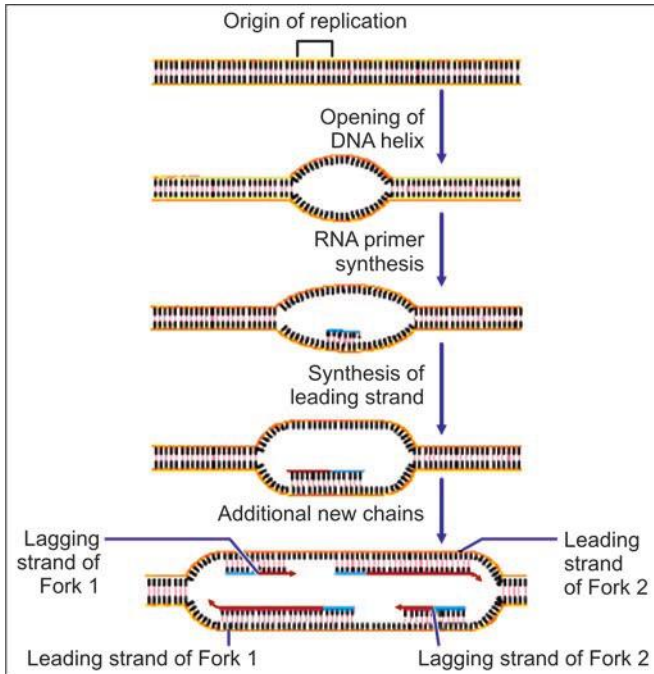 Origin of replication
Opening of
DNA helix
RNA primer
synthesis
Synthesis of
leading strand
Additional new chains
Lagging
strand of
Fork 1
Leading
strand
of Fork 2
Leading strand of Fork 1
Lagging strand of Fork 2